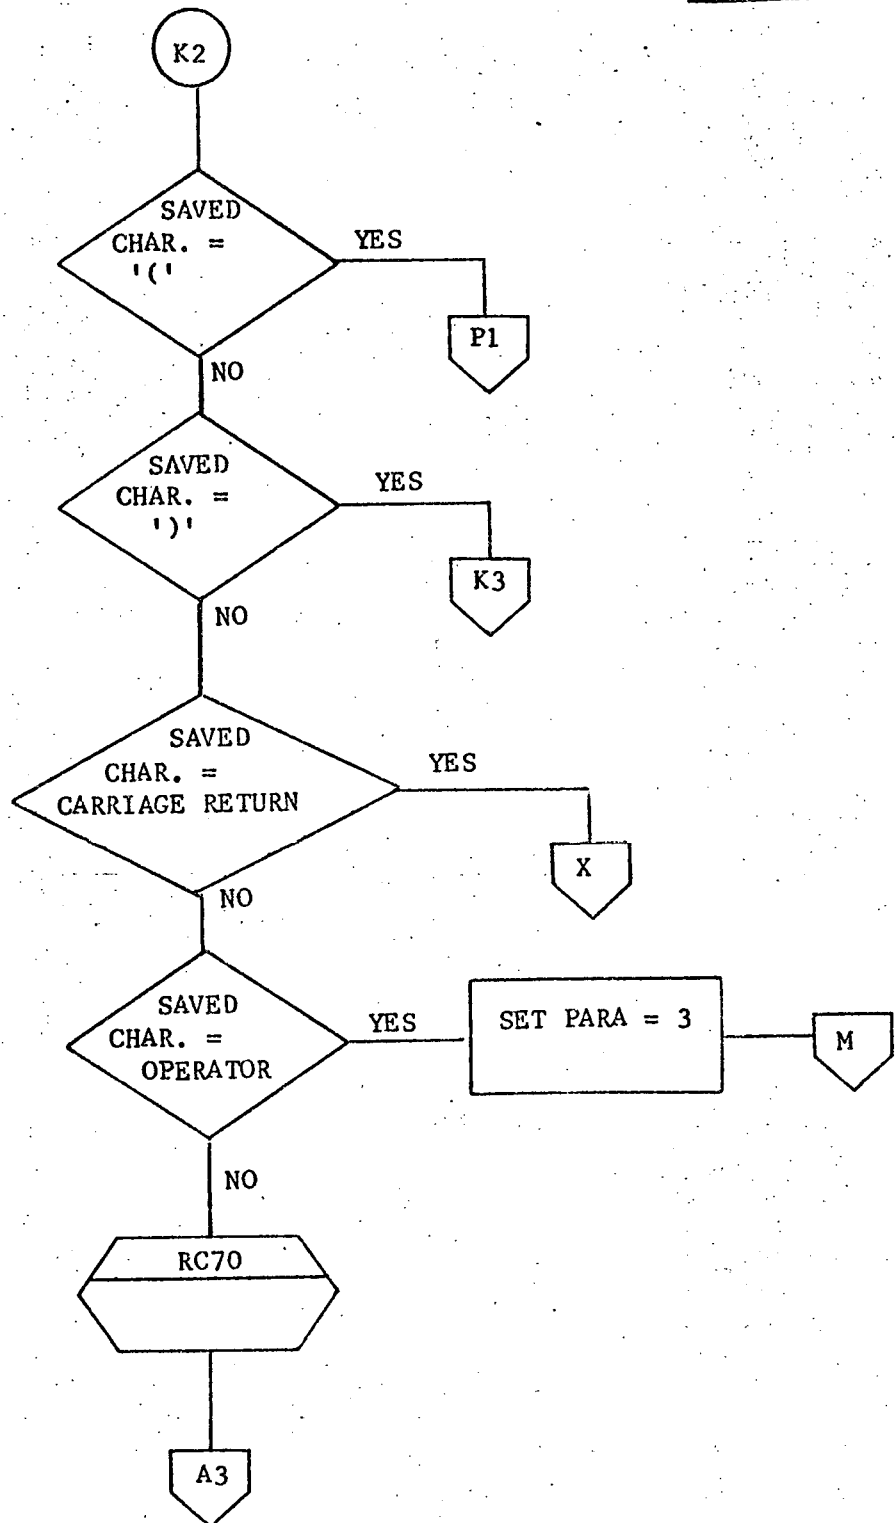 K2
SAVED
CHAR. =
'('
YES
P1
NO
SAVED
CHAR. =
')'
YES
K3
NO
SAVED
CHAR. =
CARRIAGE RETURN
YES
X
NO
SAVED
CHAR. =
OPERATOR
YES
SET PARA = 3
M
NO
RC70
A3